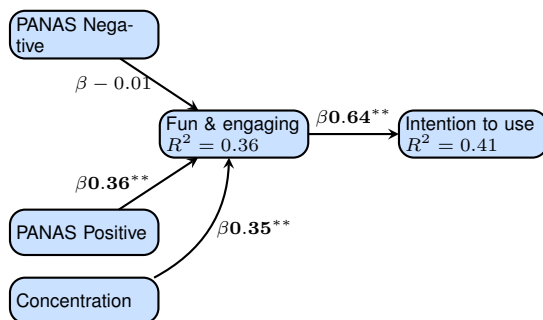 PANAS Nega-
tive
β − 0.01
Fun & engaging
R² = 0.36
β0.64**
Intention to use
R² = 0.41
β0.36**
PANAS Positive
β0.35**
Concentration